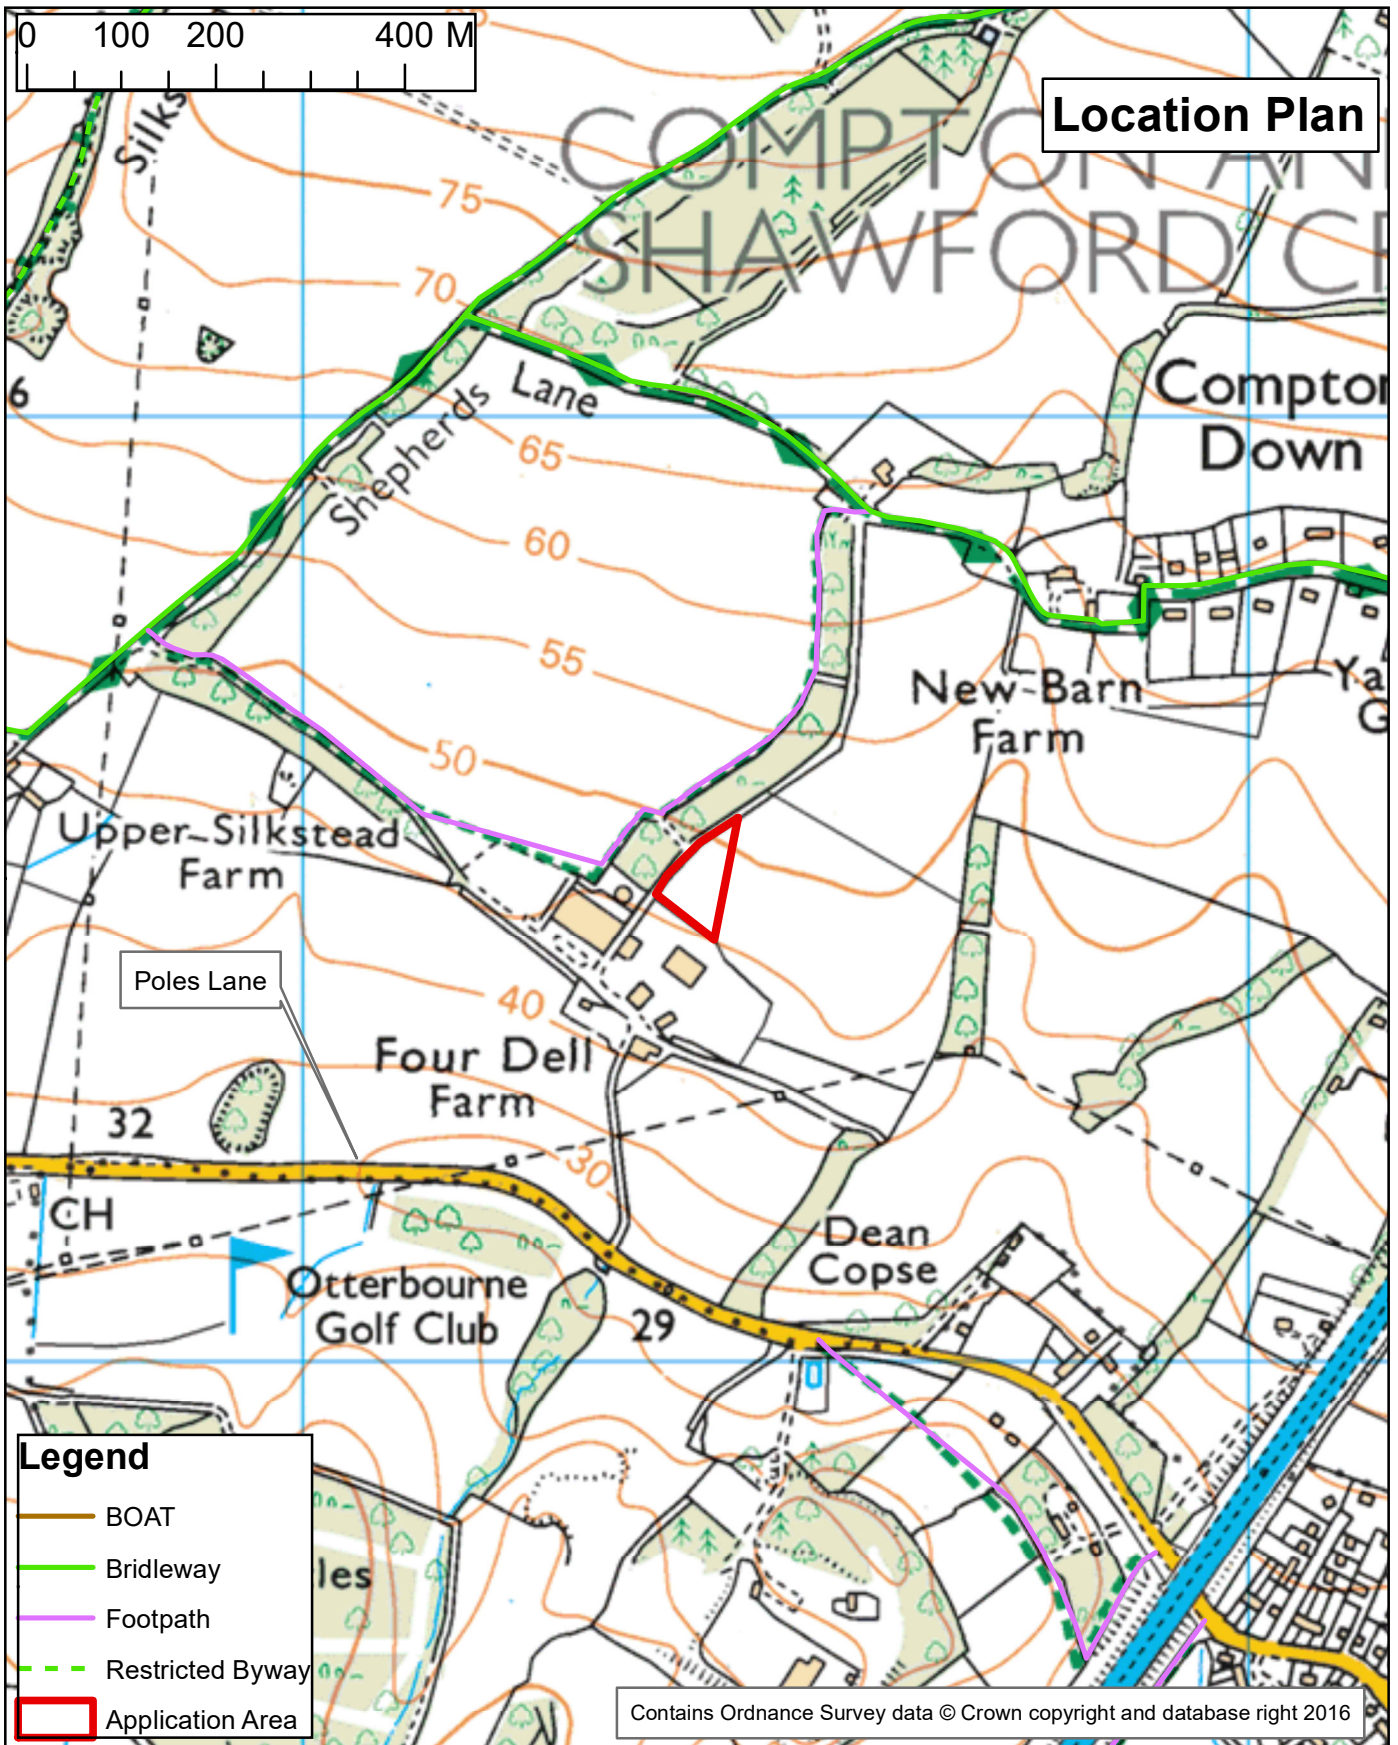 0 100 200 400 M
Location Plan
COMPTON AN
SHAWFORD C
Silks
75
70
Shepherds Lane
6
65
60
55
50
Compton
Down
New Barn
Farm
Ya
G
Upper Silkstead
Farm
Poles Lane
40
Four Dell
Farm
32
30
CH
Otterbourne
Golf Club
29
Dean
Copse
Legend
BOAT
Bridleway
Footpath
Restricted Byway
Application Area
les
Contains Ordnance Survey data © Crown copyright and database right 2016